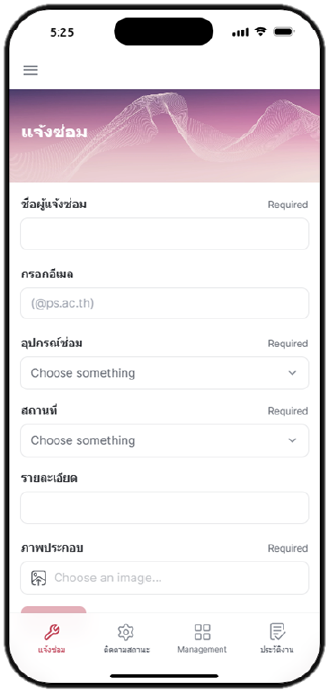 5:25
แจ้งซ่อม
ชื่อผู้แจ้งซ่อม Required
กรอกอีเมล
(@ps.ac.th)
อุปกรณ์ซ่อม Required
Choose something
สถานที่ Required
Choose something
รายละเอียด
ภาพประกอบ Required
Choose an image...
แจ้งซ่อม ติดตามสถานะ Management ประวัติงาน